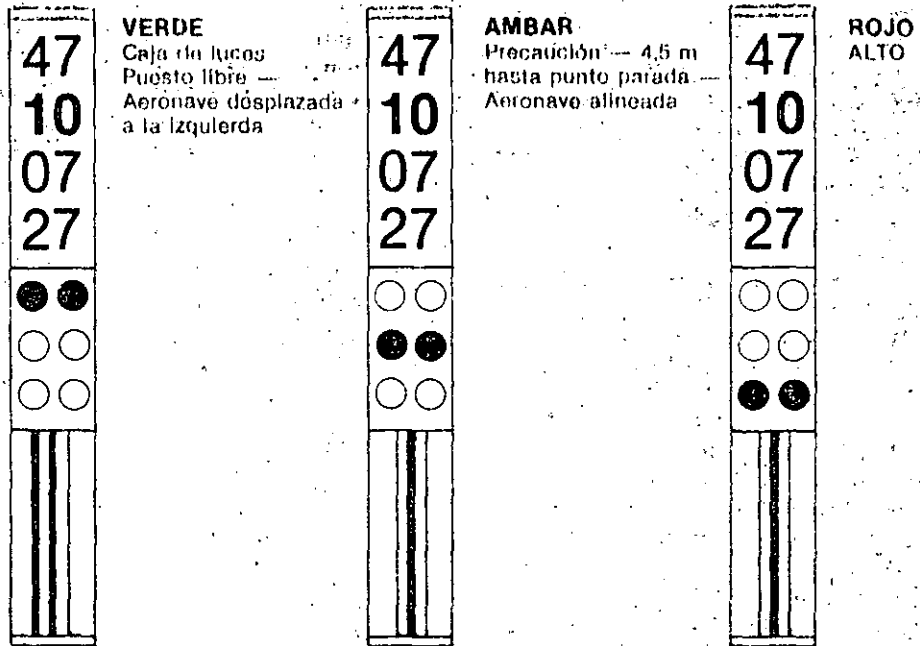 47
10
07
27
VERDE
Caja de luces
Puesto libre —
Aeronave desplazada
a la izquierda
47
10
07
27
AMBAR
Precaución — 4,5 m
hasta punto parada —
Aeronave alineada
47
10
07
27
ROJO
ALTO